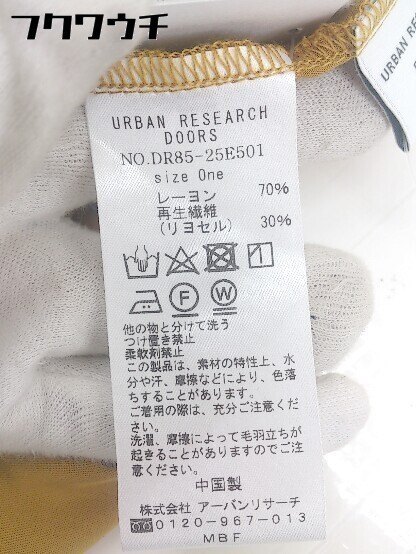 フクウクチ
URBAN RESEARCH
DOORS
NO.DR85-25E501
size One
レーヨン 70%
再生繊維
(リヨセル) 30%
F
W
他の物と分けて洗う
つけ置き禁止
柔軟剤禁止
この製品は、素材の特性上、水
分や汗、摩擦などにより、色落
ちすることがあります。
ご着用の際は、充分ご注意くださ
い。
洗濯、摩擦によって毛羽立ちが
起きることがありますのでご注
意ください。
中国製
株式会社 アーバンリサーチ
0120-967-013
MBF
URBAN RES